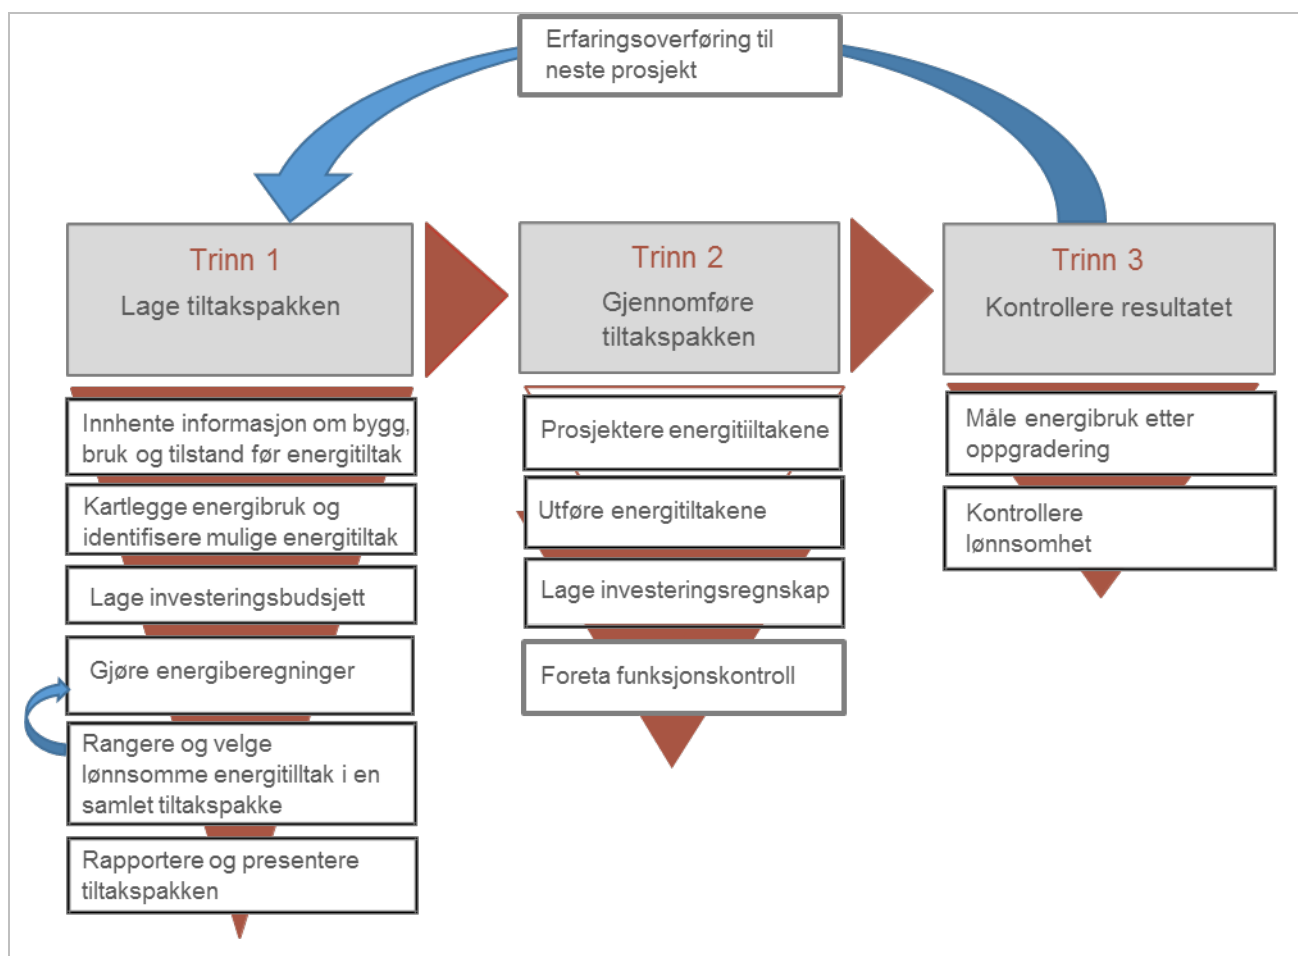 Erfaringsoverføring til
neste prosjekt
Trinn 1
Lage tiltakspakken
Innhente informasjon om bygg,
bruk og tilstand før energitiltak
Kartlegge energibruk og
identifisere mulige energitiltak
Lage investeringsbudsjett
Gjøre energiberegninger
Rangere og velge
lønnsomme energitilltak i en
samlet tiltakspakke
Rapportere og presentere
tiltakspakken
Trinn 2
Gjennomføre
tiltakspakken
Prosjektere energitiiltakene
Utføre energitiltakene
Lage investeringsregnskap
Foreta funksjonskontroll
Trinn 3
Kontrollere resultatet
Måle energibruk etter
oppgradering
Kontrollere
lønnsomhet